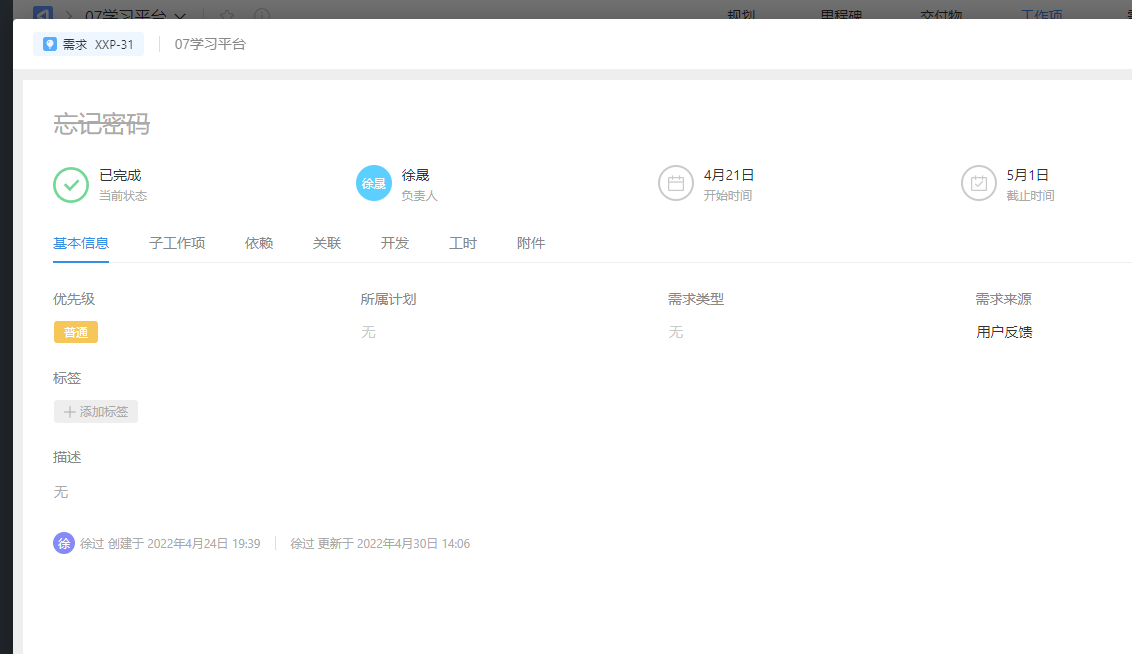 07学习平台 规划 里程碑 交付物 工作项
需求 XXP-31 07学习平台
忘记密码
已完成 徐晟 4月21日 5月1日
当前状态 徐晟 负责人 开始时间 截止时间
基本信息 子工作项 依赖 关联 开发 工时 附件
优先级 所属计划 需求类型 需求来源
普通 无 无 用户反馈
标签
添加标签
描述
无
徐 徐过 创建于 2022年4月24日 19:39 徐过 更新于 2022年4月30日 14:06